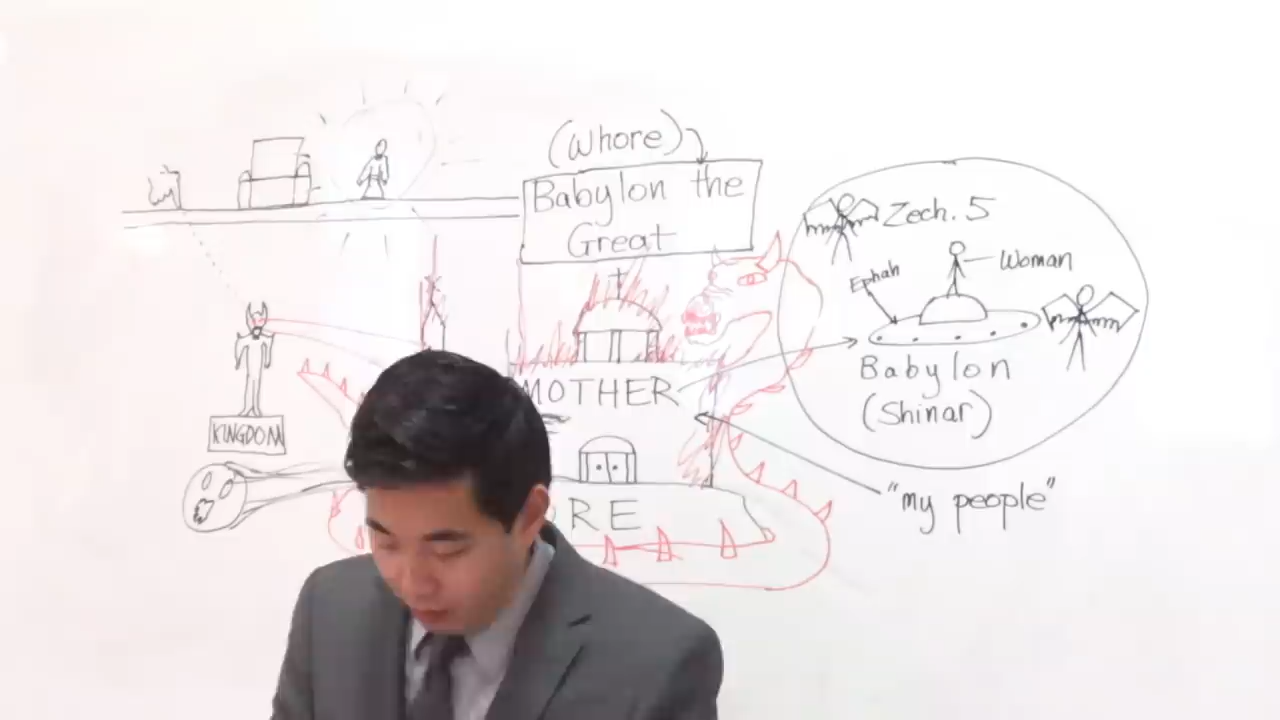 (Whore)
Babylon the
Great
Zech. 5
Woman
Ephah
Babylon
(Shinar)
MOTHER
KINGDOM
"my people"
RE